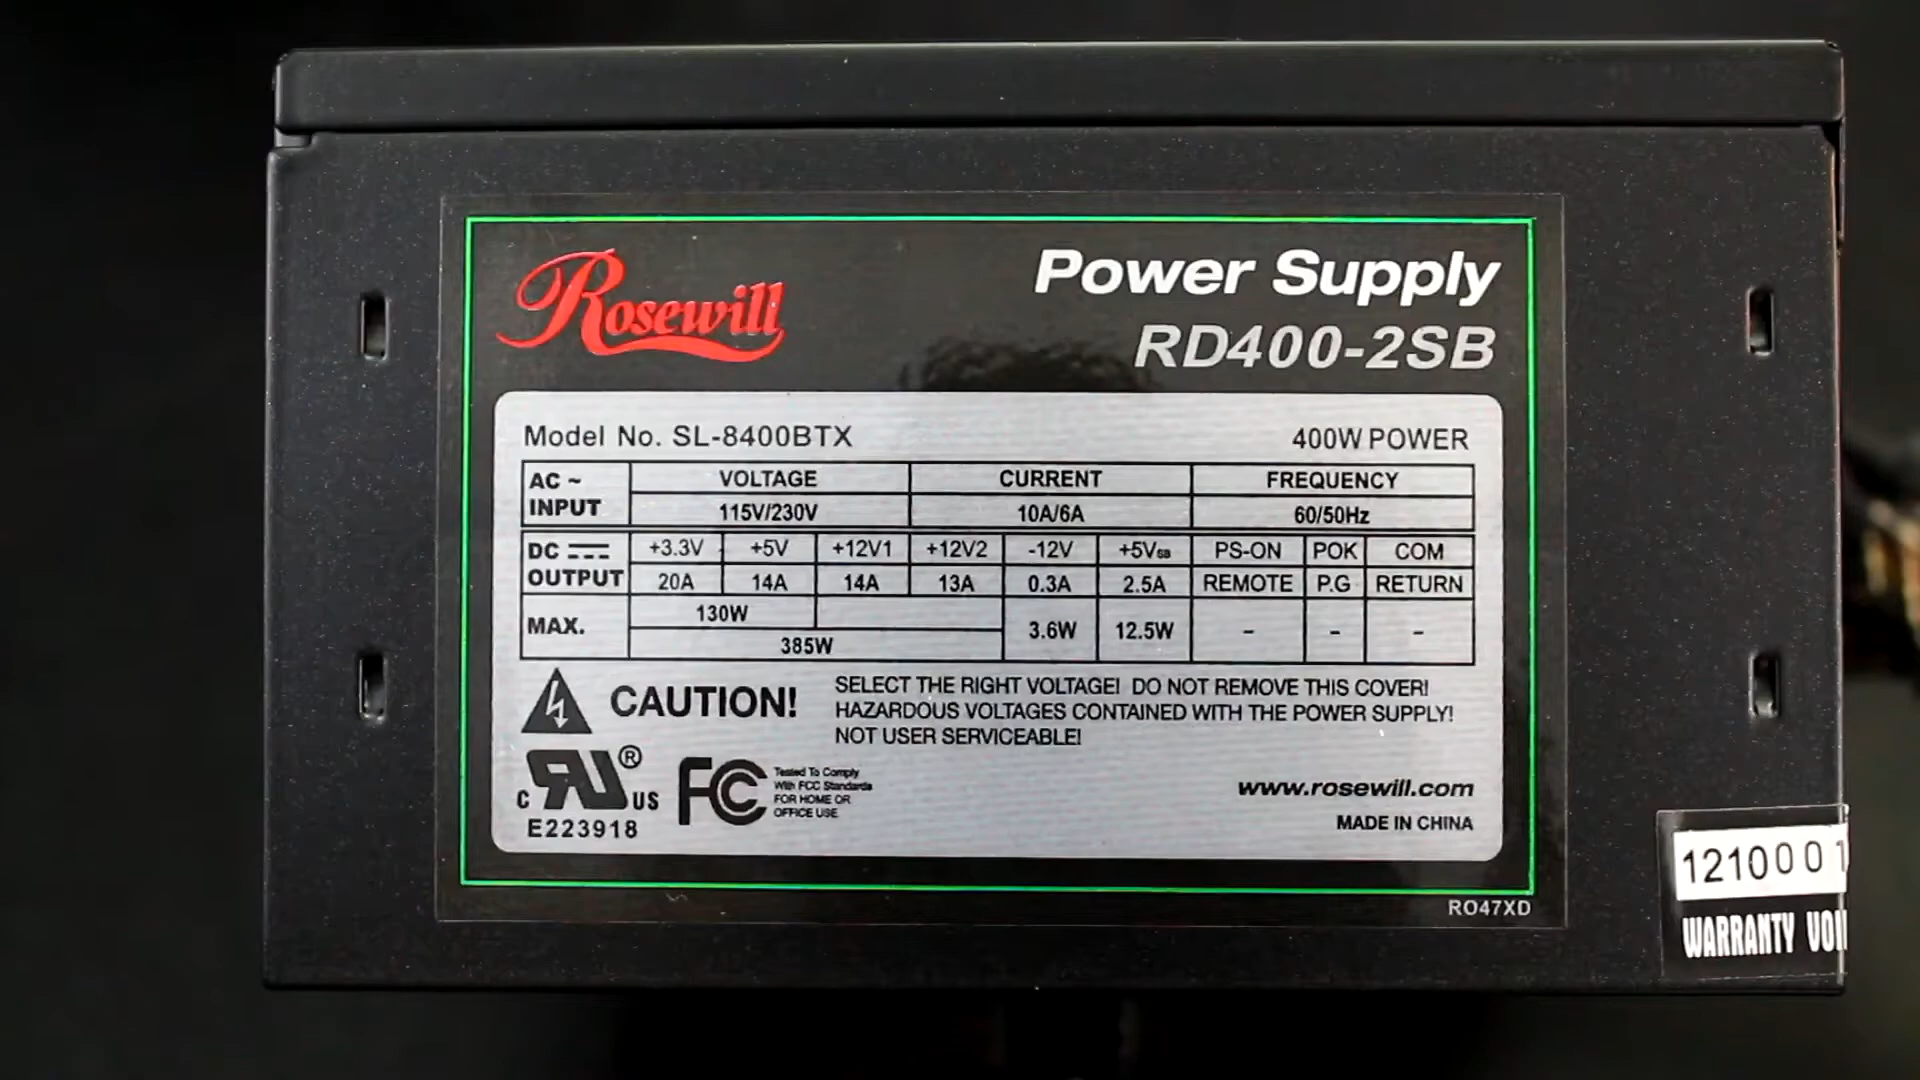 Rosewill
Power Supply
RD400-2SB
Model No. SL-8400BTX 400W POWER
AC ~ INPUT VOLTAGE CURRENT FREQUENCY
115V/230V 10A/6A 60/50Hz
DC OUTPUT +3.3V +5V +12V1 +12V2 -12V +5VSB PS-ON POK COM
20A 14A 14A 13A 0.3A 2.5A REMOTE P.G RETURN
MAX. 130W 3.6W 12.5W - - -
385W
CAUTION! SELECT THE RIGHT VOLTAGE! DO NOT REMOVE THIS COVER!
HAZARDOUS VOLTAGES CONTAINED WITH THE POWER SUPPLY!
NOT USER SERVICEABLE!
C RU ® US
E223918
FC Tested To Comply
With FCC Standards
FOR HOME OR
OFFICE USE
www.rosewill.com
MADE IN CHINA
RO47XD
121000
WARRANTY VOI